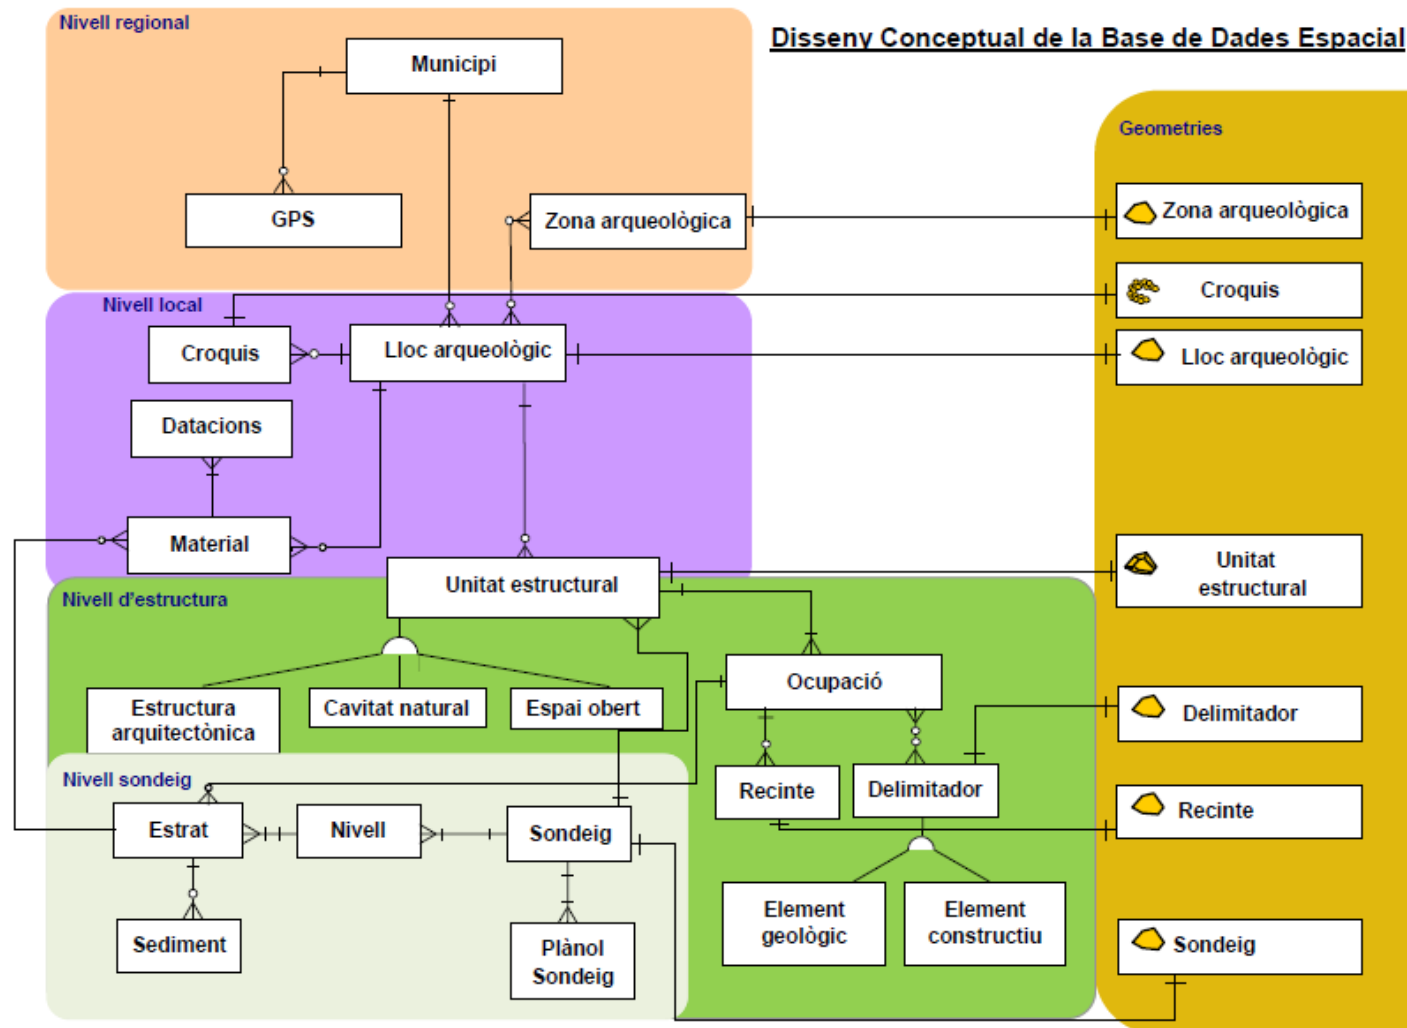 Nivell regional
Disseny Conceptual de la Base de Dades Espacial
Municipi
GPS
Zona arqueològica
Geometries
Zona arqueològica
Croquis
Lloc arqueològic
Unitat
estructural
Delimitador
Recinte
Sondeig
Nivell local
Croquis
Lloc arqueològic
Datacions
Material
Unitat estructural
Nivell d'estructura
Estructura
arquitectònica
Cavitat natural
Espai obert
Ocupació
Recinte
Delimitador
Element
geològic
Element
constructiu
Nivell sondeig
Estrat
Nivell
Sondeig
Sediment
Plànol
Sondeig